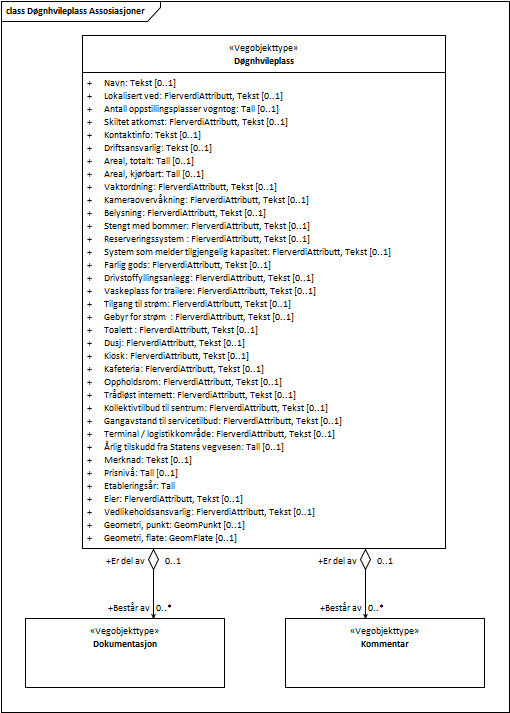 class Døgnhvileplass Assosiasjoner
«Vegobjekttype»
Døgnhvileplass
+ Navn: Tekst [0..1]
+ Lokalisert ved: FlerverdiAttributt, Tekst [0..1]
+ Antall oppstillingsplasser vogntog: Tall [0..1]
+ Skiltet atkomst: FlerverdiAttributt, Tekst [0..1]
+ Kontaktinfo: Tekst [0..1]
+ Driftsansvarlig: Tekst [0..1]
+ Areal, totalt: Tall [0..1]
+ Areal, kjørbart: Tall [0..1]
+ Vaktordning: FlerverdiAttributt, Tekst [0..1]
+ Kameraovervåkning: FlerverdiAttributt, Tekst [0..1]
+ Belysning: FlerverdiAttributt, Tekst [0..1]
+ Stengt med bommer: FlerverdiAttributt, Tekst [0..1]
+ Reserveringssystem : FlerverdiAttributt, Tekst [0..1]
+ System som melder tilgjengelig kapasitet: FlerverdiAttributt, Tekst [0..1]
+ Farlig gods: FlerverdiAttributt, Tekst [0..1]
+ Drivstoffyllingsanlegg: FlerverdiAttributt, Tekst [0..1]
+ Vaskeplass for trailere: FlerverdiAttributt, Tekst [0..1]
+ Tilgang til strøm: FlerverdiAttributt, Tekst [0..1]
+ Gebyr for strøm : FlerverdiAttributt, Tekst [0..1]
+ Toalett : FlerverdiAttributt, Tekst [0..1]
+ Dusj: FlerverdiAttributt, Tekst [0..1]
+ Kiosk: FlerverdiAttributt, Tekst [0..1]
+ Kafeteria: FlerverdiAttributt, Tekst [0..1]
+ Oppholdsrom: FlerverdiAttributt, Tekst [0..1]
+ Trådløst internett: FlerverdiAttributt, Tekst [0..1]
+ Kollektivtilbud til sentrum: FlerverdiAttributt, Tekst [0..1]
+ Gangavstand til servicetilbud: FlerverdiAttributt, Tekst [0..1]
+ Terminal / logistikkområde: FlerverdiAttributt, Tekst [0..1]
+ Årlig tilskudd fra Statens vegvesen: Tall [0..1]
+ Merknad: Tekst [0..1]
+ Prisnivå: Tall [0..1]
+ Etableringsår: Tall
+ Eier: FlerverdiAttributt, Tekst [0..1]
+ Vedlikeholdsansvarlig: FlerverdiAttributt, Tekst [0..1]
+ Geometri, punkt: GeomPunkt [0..1]
+ Geometri, flate: GeomFlate [0..1]
+Er del av 0..1
+Er del av 0..1
+Består av 0..*
+Består av 0..*
«Vegobjekttype»
Dokumentasjon
«Vegobjekttype»
Kommentar